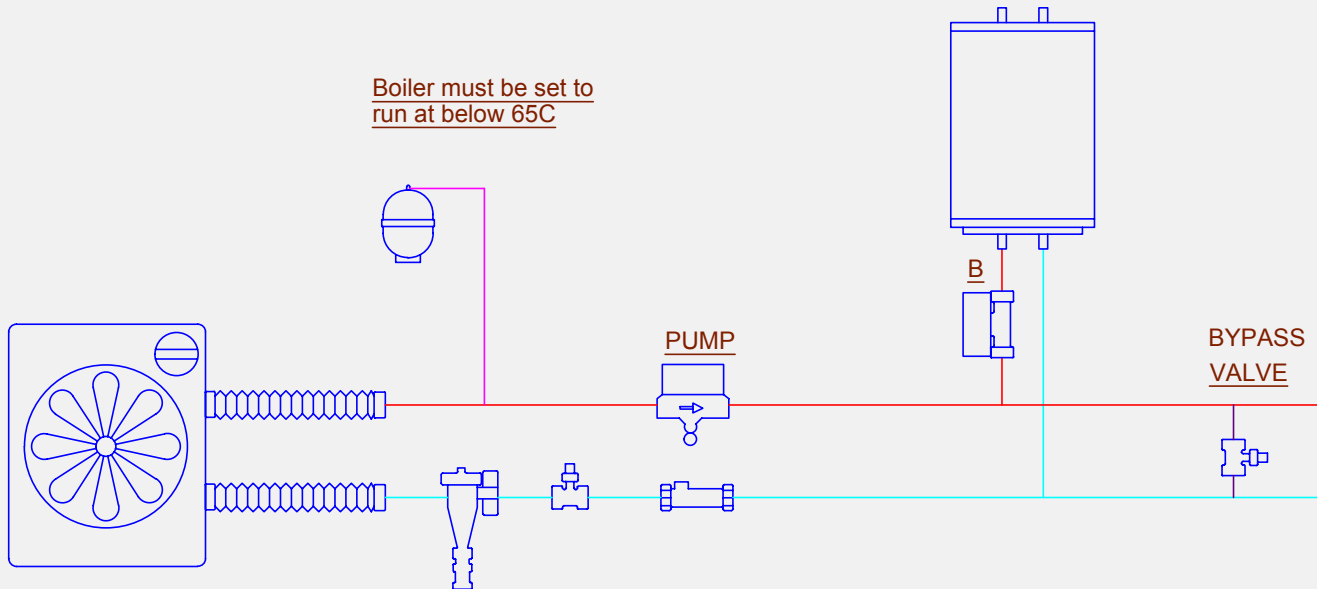 Boiler must be set to
run at below 65C
B
PUMP
BYPASS
VALVE